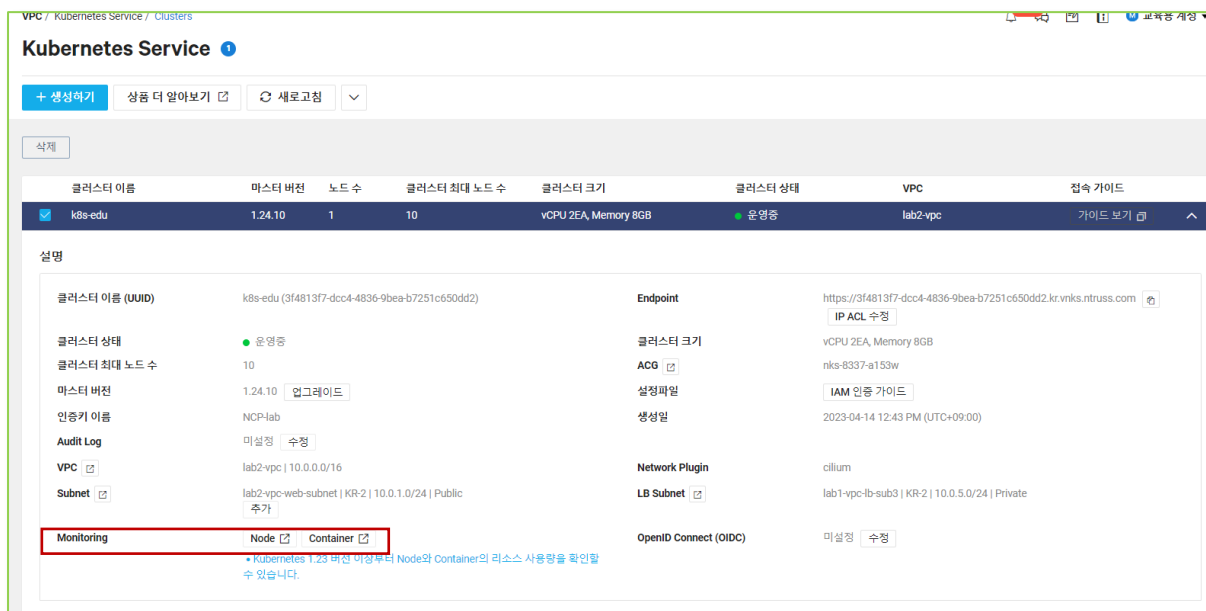 VPC / Kubernetes Service / Clusters
M 교육용 계정
Kubernetes Service 1
+ 생성하기 상품 더 알아보기 새로고침
삭제
클러스터 이름 마스터 버전 노드 수 클러스터 최대 노드 수 클러스터 크기 클러스터 상태 VPC 접속 가이드
k8s-edu 1.24.10 1 10 vCPU 2EA, Memory 8GB 운영중 lab2-vpc 가이드 보기
설명
클러스터 이름 (UUID) k8s-edu (3f4813f7-dcc4-4836-9bea-b7251c650dd2) Endpoint https://3f4813f7-dcc4-4836-9bea-b7251c650dd2.kr.vnks.ntruss.com
IP ACL 수정
클러스터 상태 운영중 클러스터 크기 vCPU 2EA, Memory 8GB
클러스터 최대 노드 수 10 ACG nks-8337-a153w
마스터 버전 1.24.10 업그레이드 설정파일 IAM 인증 가이드
인증키 이름 NCP-lab 생성일 2023-04-14 12:43 PM (UTC+09:00)
Audit Log 미설정 수정
VPC lab2-vpc | 10.0.0.0/16 Network Plugin cilium
Subnet lab2-vpc-web-subnet | KR-2 | 10.0.1.0/24 | Public LB Subnet lab1-vpc-lb-sub3 | KR-2 | 10.0.5.0/24 | Private
추가
Monitoring Node Container OpenID Connect (OIDC) 미설정 수정
• Kubernetes 1.23 버전 이상부터 Node와 Container의 리소스 사용량을 확인할
수 있습니다.